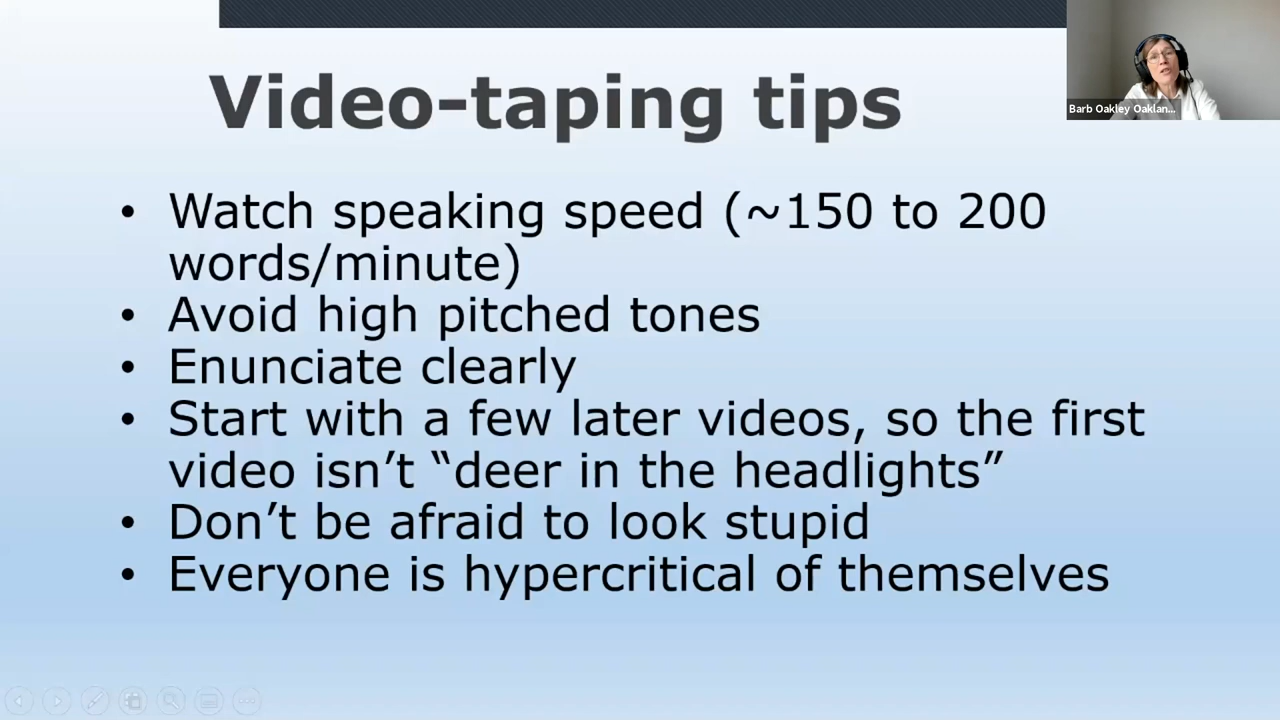 Video-taping tips
Barb Oakley Oaklan...
• Watch speaking speed (~150 to 200
words/minute)
• Avoid high pitched tones
• Enunciate clearly
• Start with a few later videos, so the first
video isn’t “deer in the headlights”
• Don’t be afraid to look stupid
• Everyone is hypercritical of themselves